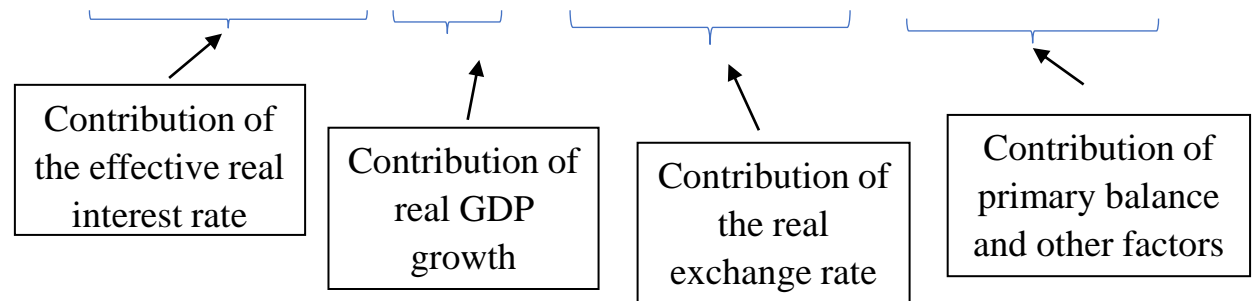 Contribution of
the effective real
interest rate
Contribution of
real GDP
growth
Contribution of
the real
exchange rate
Contribution of
primary balance
and other factors